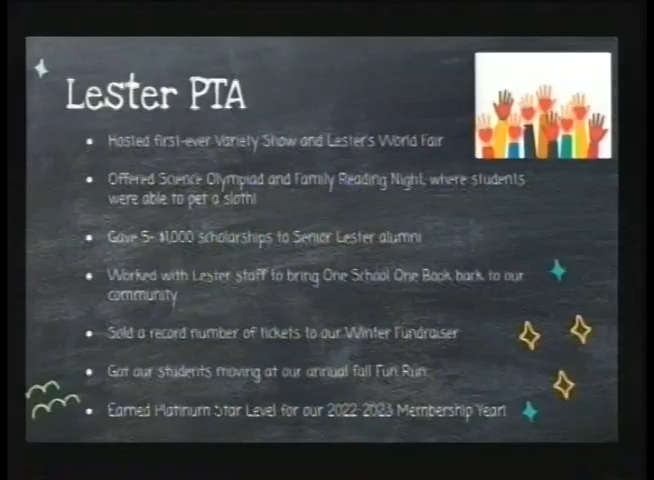 Lester PTA
Hosted first-ever Variety Show and Lester's World Fair
Offered Science Olympiad and Family Reading Night, where students
were able to pet a sloth!
Gave 5- $1,000 scholarships to Senior Lester alumni
Worked with Lester staff to bring One School One Book back to our
community
Sold a record number of tickets to our Winter Fundraiser
Got our students moving at our annual fall Fun Run
Earned Platinum Star Level for our 2022-2023 Membership Year!